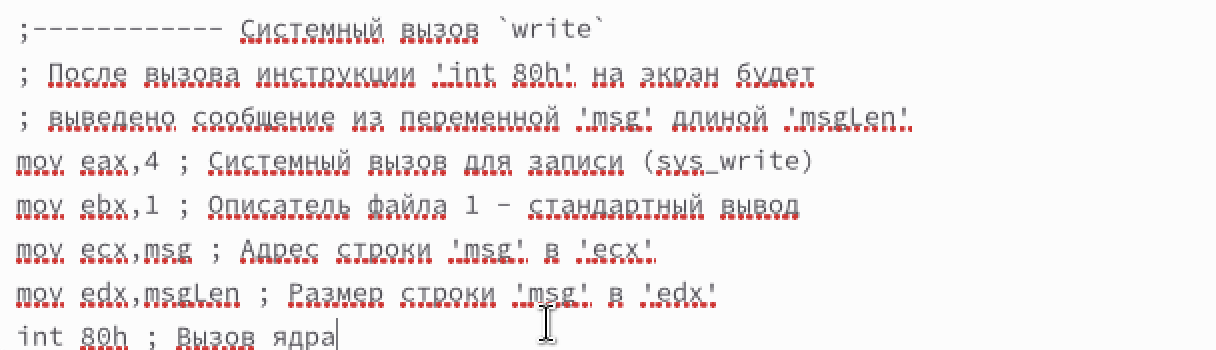 ;------------ Системный вызов `write`
; После вызова инструкции 'int 80h' на экран будет
; выведено сообщение из переменной 'msg' длиной 'msgLen'
mov eax,4 ; Системный вызов для записи (sys_write)
mov ebx,1 ; Описатель файла 1 - стандартный вывод
mov ecx,msg ; Адрес строки 'msg' в 'ecx'
mov edx,msgLen ; Размер строки 'msg' в 'edx'
int 80h ; Вызов ядра